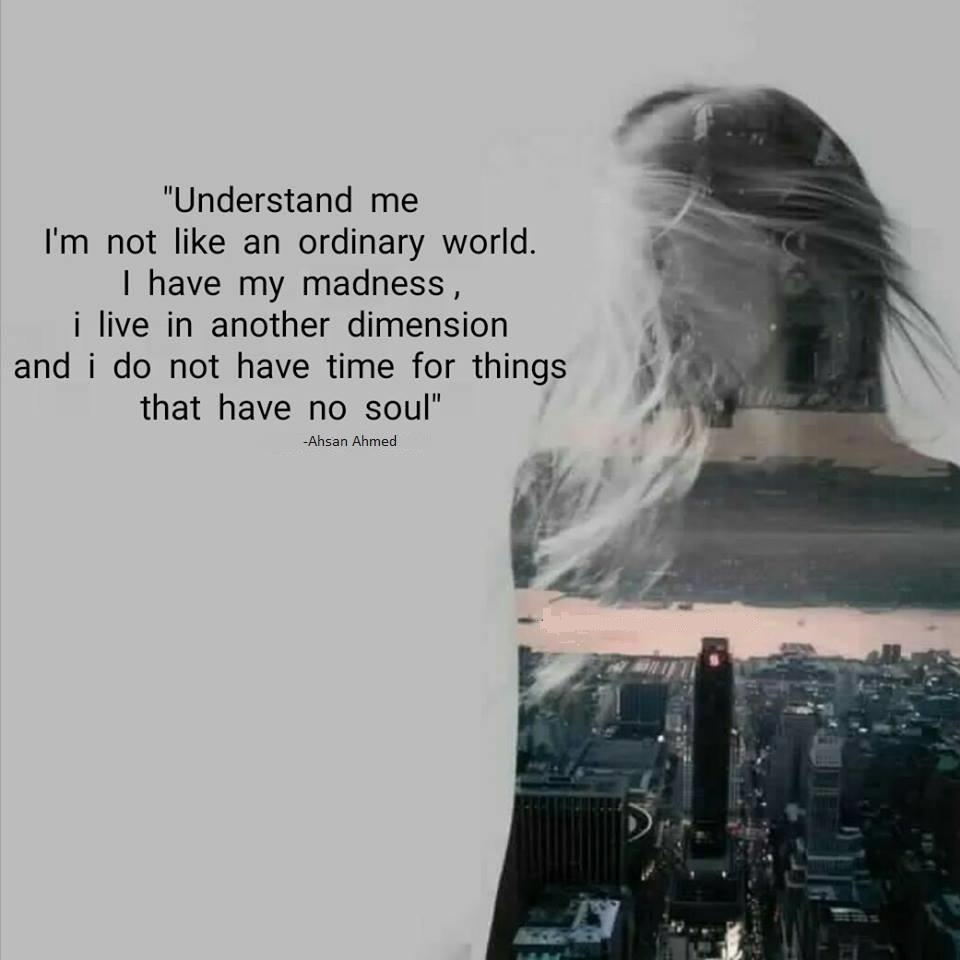 "Understand me
I'm not like an ordinary world.
I have my madness ,
i live in another dimension
and i do not have time for things
that have no soul"
-Ahsan Ahmed